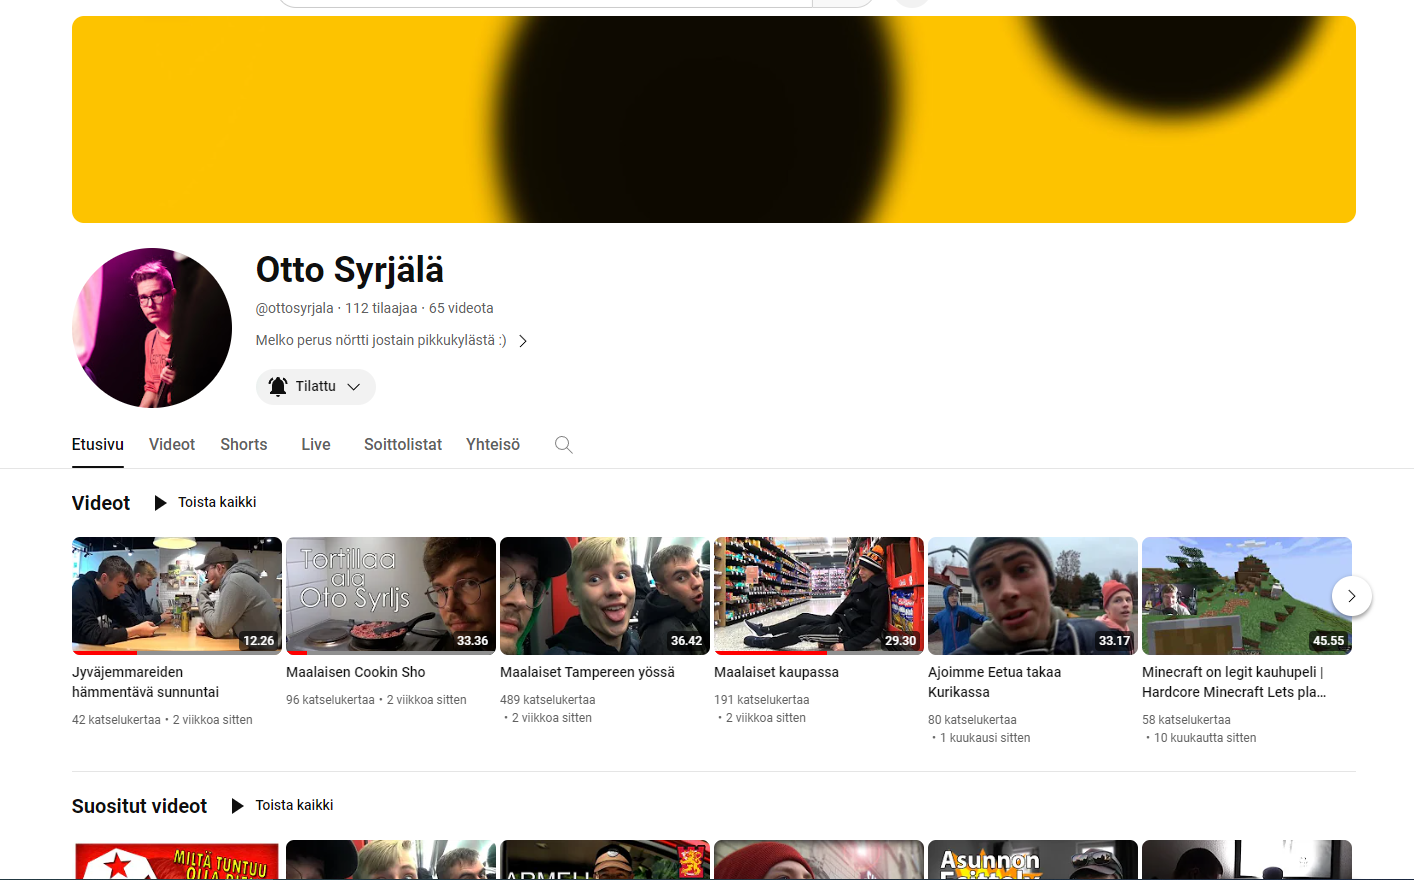 Otto Syrjälä
@ottosyrjala · 112 tilaajaa · 65 videota
Melko perus nörtti jostain pikkukylästä :)
Tilattu
Etusivu Videot Shorts Live Soittolistat Yhteisö
Videot Toista kaikki
Tortillaa
ala
Oto Syrljs
12.26 33.36 36.42 29.30 33.17 45.55
Jyväjemmareiden
hämmentävä sunnuntai
42 katselukertaa • 2 viikkoa sitten
Maalaisen Cookin Sho
96 katselukertaa • 2 viikkoa sitten
Maalaiset Tampereen yössä
489 katselukertaa
• 2 viikkoa sitten
Maalaiset kaupassa
191 katselukertaa
• 2 viikkoa sitten
Ajoimme Eetua takaa
Kurikassa
80 katselukertaa
• 1 kuukausi sitten
Minecraft on legit kauhupeli |
Hardcore Minecraft Lets pla...
58 katselukertaa
• 10 kuukautta sitten
Suositut videot Toista kaikki
MILTÄ TUNTUU
Asunnon